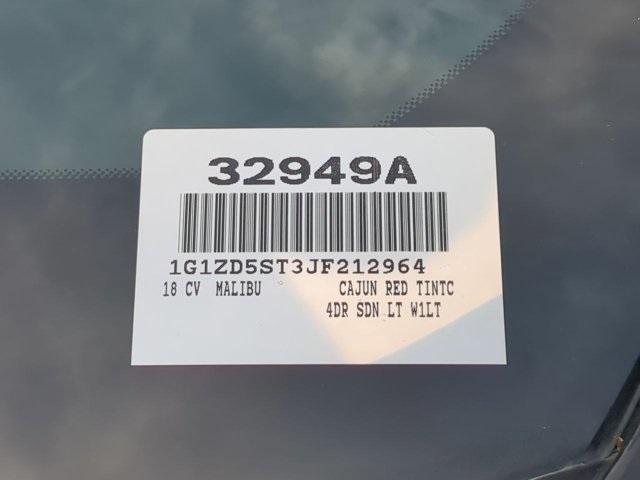 32949A
1G1ZD5ST3JF212964
18 CV MALIBU CAJUN RED TINTC
4DR SDN LT W1LT